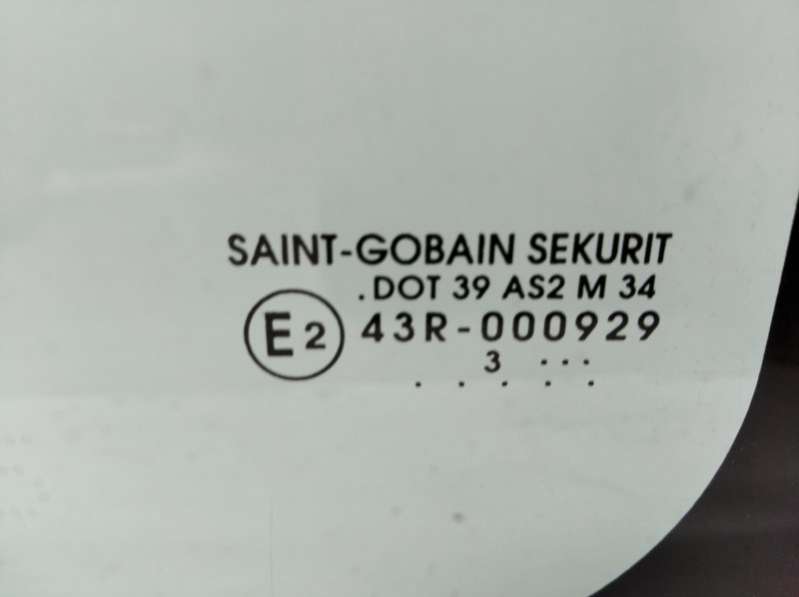 SAINT-GOBAIN SEKURIT
.DOT 39 AS2 M 34
E2 43R-000929
3 ...
. . . . .